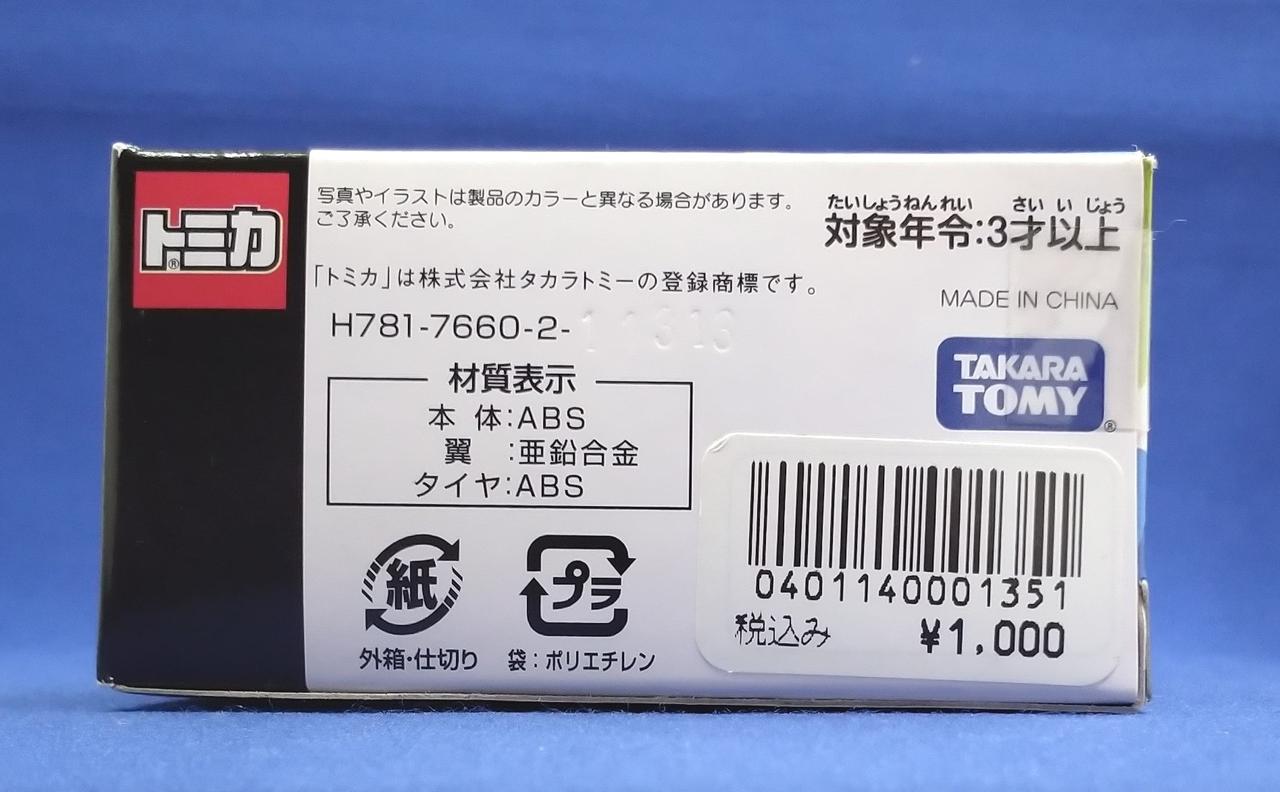 トミカ®
写真やイラストは製品のカラーと異なる場合があります。
ご了承ください。
たいしょうねんれい さい いじょう
対象年令:3才以上
「トミカ」は株式会社タカラトミーの登録商標です。
MADE IN CHINA
H781-7660-2-11313
TAKARA
TOMY®
材質表示
本 体:ABS
翼 :亜鉛合金
タイヤ:ABS
紙
外箱・仕切り
プラ
袋:ポリエチレン
0401140001351
税込み ¥1,000